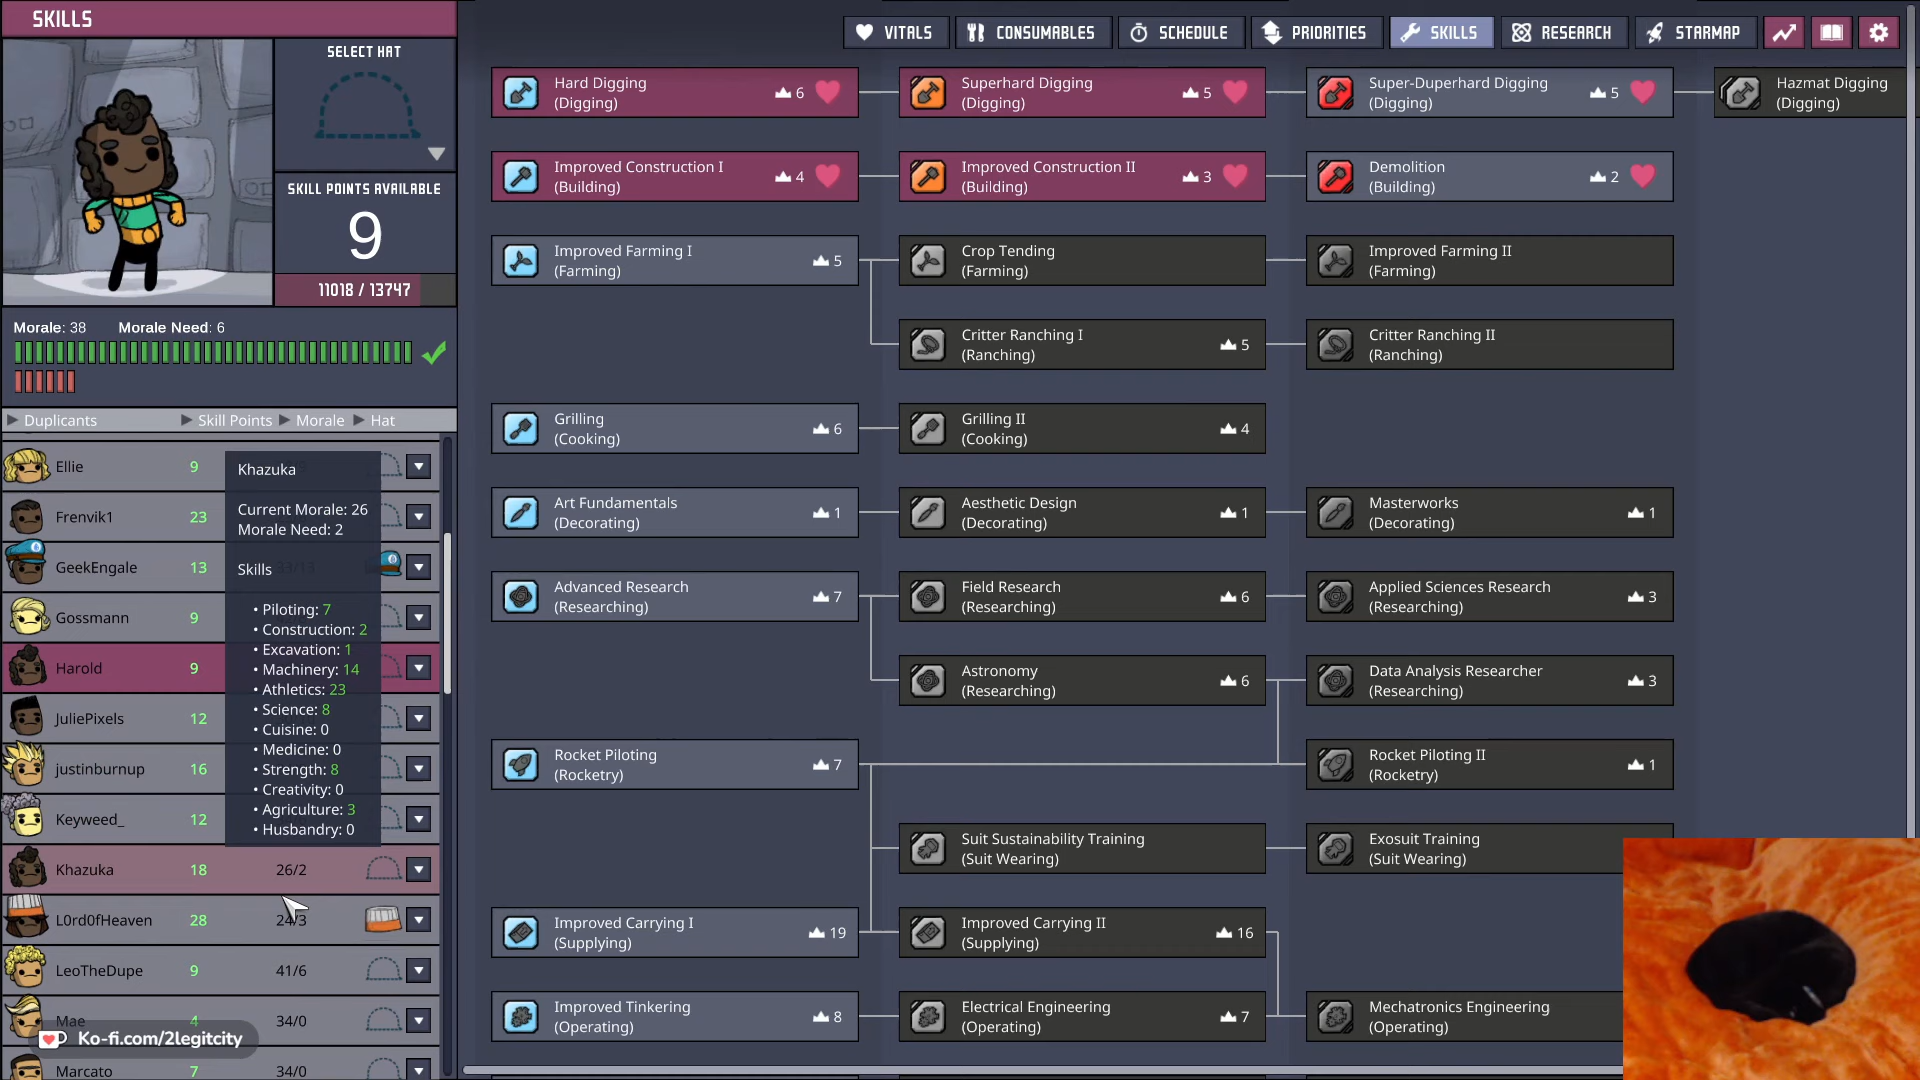 SKILLS
SELECT HAT
SKILL POINTS AVAILABLE
9
11018 / 13747
Morale: 38 Morale Need: 6
Duplicants Skill Points Morale Hat
Ellie 9
Frenvik1 23
GeekEngale 13
Gossmann 9
Harold 9
JuliePixels 12
justinburnup 16
Keyweed_ 12
Khazuka 18 26/2
L0rd0fHeaven 28 24/3
LeoTheDupe 9 41/6
Mae 4 34/0
Marcato 7 34/0
Khazuka
Current Morale: 26
Morale Need: 2
Skills
• Piloting: 7
• Construction: 2
• Excavation: 1
• Machinery: 14
• Athletics: 23
• Science: 8
• Cuisine: 0
• Medicine: 0
• Strength: 8
• Creativity: 0
• Agriculture: 3
• Husbandry: 0
Ko-fi.com/2legitcity
VITALS CONSUMABLES SCHEDULE PRIORITIES SKILLS RESEARCH STARMAP
Hard Digging
(Digging)
6
Superhard Digging
(Digging)
5
Super-Duperhard Digging
(Digging)
5
Hazmat Digging
(Digging)
Improved Construction I
(Building)
4
Improved Construction II
(Building)
3
Demolition
(Building)
2
Improved Farming I
(Farming)
5
Crop Tending
(Farming)
Improved Farming II
(Farming)
Critter Ranching I
(Ranching)
5
Critter Ranching II
(Ranching)
Grilling
(Cooking)
6
Grilling II
(Cooking)
4
Art Fundamentals
(Decorating)
1
Aesthetic Design
(Decorating)
1
Masterworks
(Decorating)
1
Advanced Research
(Researching)
7
Field Research
(Researching)
6
Applied Sciences Research
(Researching)
3
Astronomy
(Researching)
6
Data Analysis Researcher
(Researching)
3
Rocket Piloting
(Rocketry)
7
Rocket Piloting II
(Rocketry)
1
Suit Sustainability Training
(Suit Wearing)
Exosuit Training
(Suit Wearing)
Improved Carrying I
(Supplying)
19
Improved Carrying II
(Supplying)
16
Improved Tinkering
(Operating)
8
Electrical Engineering
(Operating)
7
Mechatronics Engineering
(Operating)